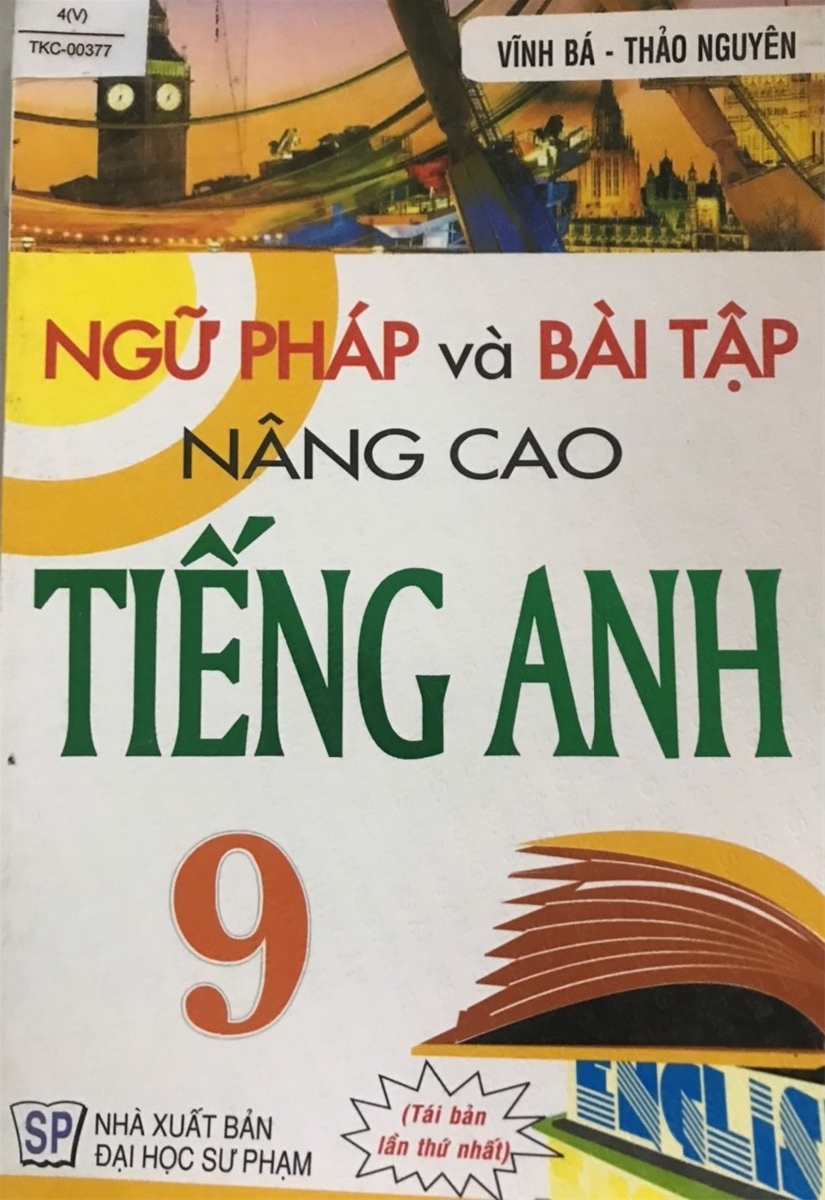 4(V)
TKC-00377
VĨNH BÁ - THẢO NGUYÊN
NGỮ PHÁP và BÀI TẬP
NÂNG CAO
TIẾNG ANH
9
(Tái bản
lần thứ nhất)
ENGLIS
SP
NHÀ XUẤT BẢN
ĐẠI HỌC SƯ PHẠM